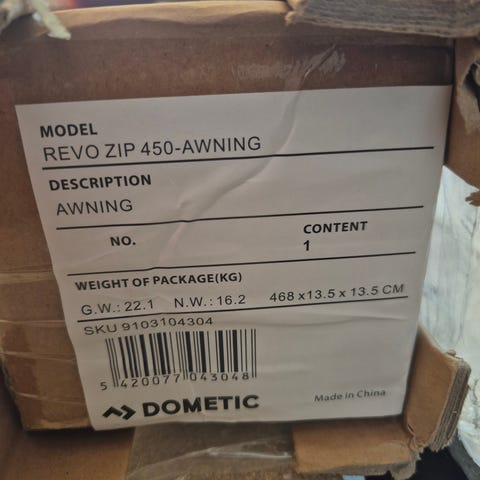 MODEL
REVO ZIP 450-AWNING
DESCRIPTION
AWNING
NO. CONTENT
1
WEIGHT OF PACKAGE(KG)
G.W.: 22.1 N.W.: 16.2 468 x13.5 x 13.5 CM
SKU 9103104304
5 420077 043048
DOMETIC
Made in China